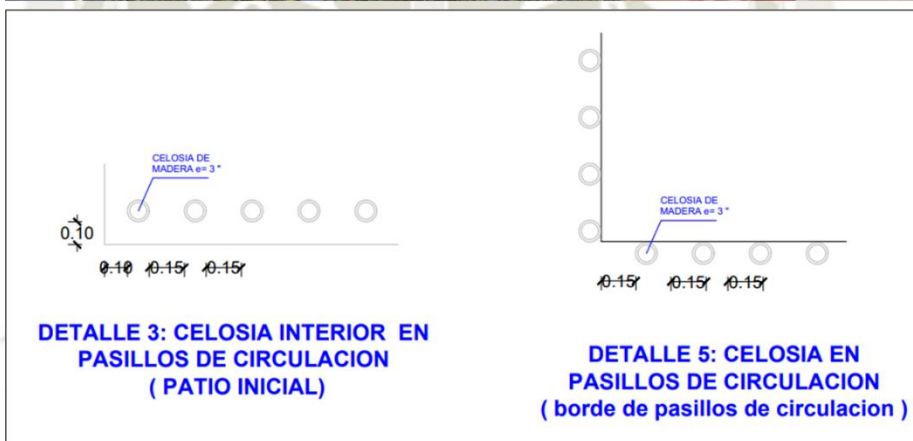 CELOSIA DE
MADERA e= 3 "
0.10
0.10 0.15 0.15
DETALLE 3: CELOSIA INTERIOR EN
PASILLOS DE CIRCULACION
( PATIO INICIAL)
CELOSIA DE
MADERA e= 3 "
0.15 0.15 0.15
DETALLE 5: CELOSIA EN
PASILLOS DE CIRCULACION
( borde de pasillos de circulacion )